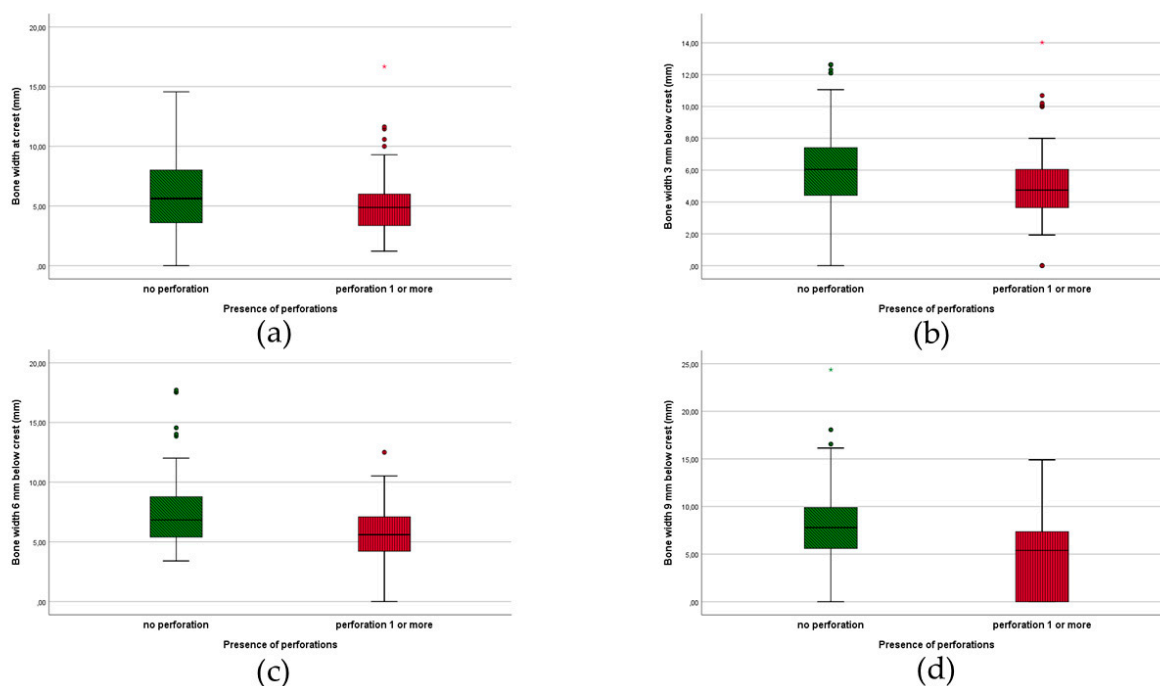 Bone width at crest (mm)
20,00
15,00
10,00
5,00
,00
no perforation
perforation 1 or more
Presence of perforations
(a)
Bone width 3 mm below crest (mm)
14,00
12,00
10,00
8,00
6,00
4,00
2,00
,00
no perforation
perforation 1 or more
Presence of perforations
(b)
Bone width 6 mm below crest (mm)
20,00
15,00
10,00
5,00
,00
no perforation
perforation 1 or more
Presence of perforations
(c)
Bone width 9 mm below crest (mm)
25,00
20,00
15,00
10,00
5,00
,00
no perforation
perforation 1 or more
Presence of perforations
(d)